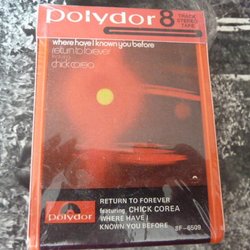 polydor 8
TRACK
STEREO
TAPE
where have I known you before
return to forever
chick corea
polydor
RETURN TO FOREVER
featuring CHICK COREA
WHERE HAVE I
KNOWN YOU BEFORE
8F-6509